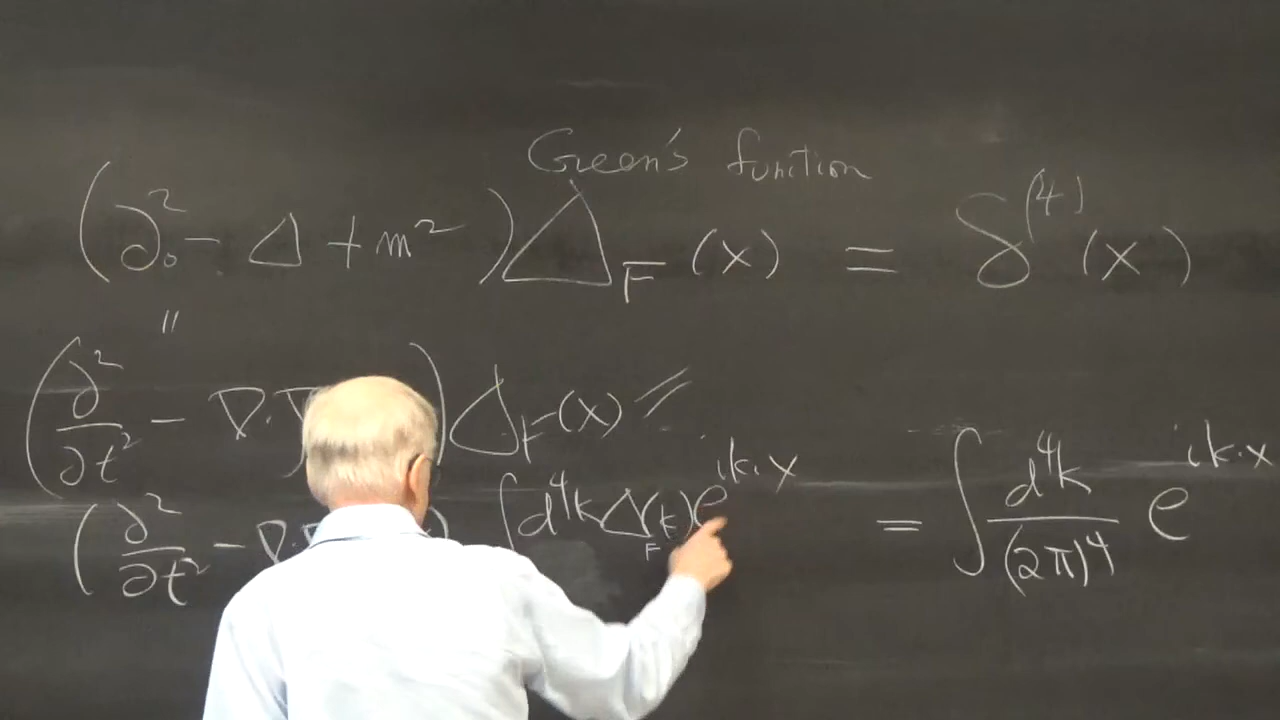 Green's function
(∂₀² - Δ + m²) Δ_F (x) = δ⁽⁴⁾ (x)
"
(∂²/∂t² - ∇·∇ ) Δ_F (x) =
(∂²/∂t² - ∇·∇ ) ∫ d⁴k Δ_F(k) e^{ik·x} = ∫ d⁴k/(2π)⁴ e^{ik·x}